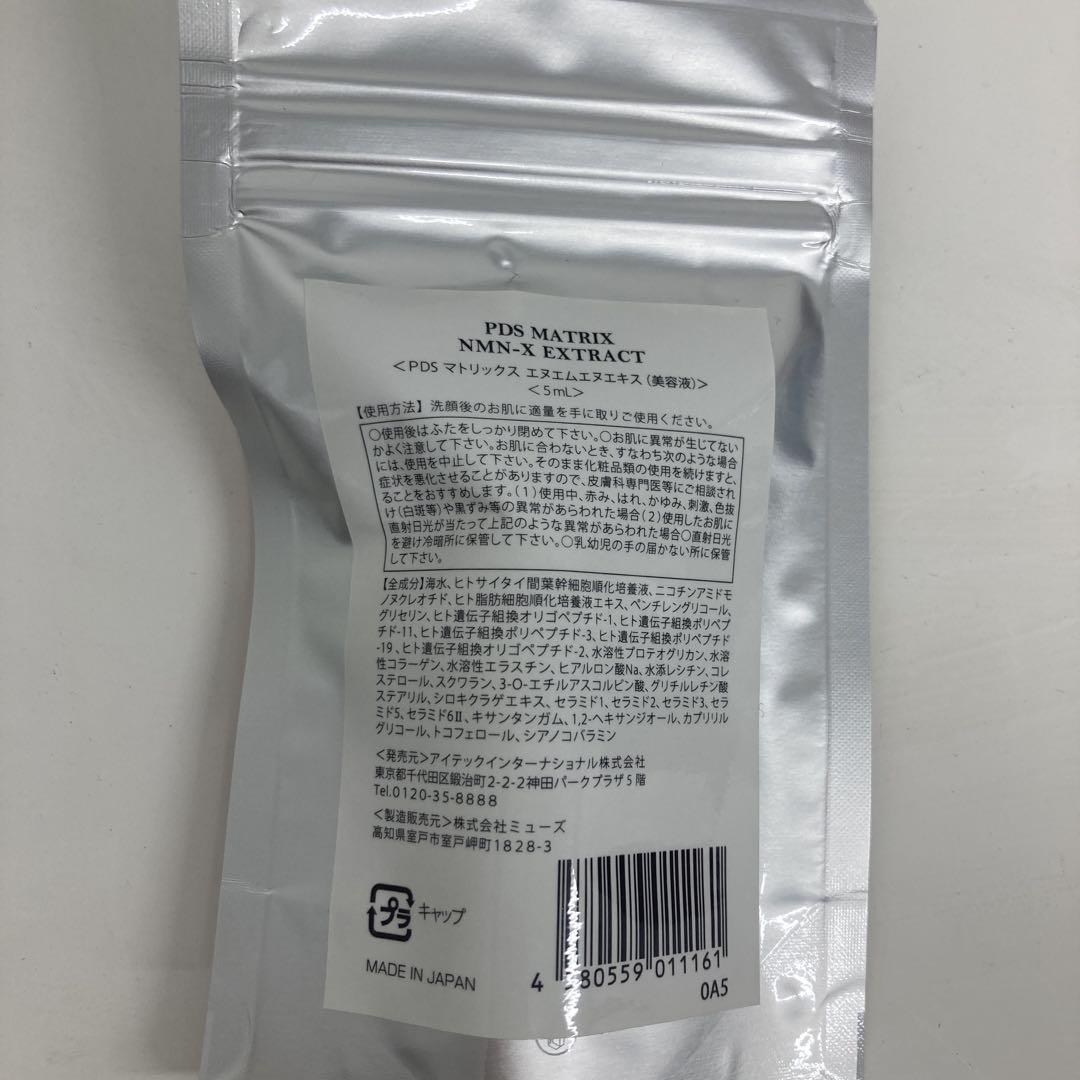 PDS MATRIX
NMN-X EXTRACT
＜PDS マトリックス エヌエムエヌエキス（美容液）＞
＜5mL＞
【使用方法】洗顔後のお肌に適量を手に取りご使用ください。
○使用後はふたをしっかり閉めて下さい。○お肌に異常が生じてない
かよく注意して下さい。お肌に合わないとき、すなわち次のような場合
には、使用を中止して下さい。そのまま化粧品類の使用を続けますと、
症状を悪化させることがありますので、皮膚科専門医等にご相談され
ることをおすすめします。（1）使用中、赤み、はれ、かゆみ、刺激、色抜
け（白斑等）や黒ずみ等の異常があらわれた場合（2）使用したお肌に
直射日光が当たって上記のような異常があらわれた場合○直射日光
を避け冷暗所に保管して下さい。○乳幼児の手の届かない所に保管
して下さい。
【全成分】海水、ヒトサイタイ間葉幹細胞順化培養液、ニコチンアミドモ
ノヌクレオチド、ヒト脂肪細胞順化培養液エキス、ペンチレングリコール、
グリセリン、ヒト遺伝子組換オリゴペプチド-1、ヒト遺伝子組換ポリペプ
チド-11、ヒト遺伝子組換ポリペプチド-3、ヒト遺伝子組換ポリペプチド
-19、ヒト遺伝子組換オリゴペプチド-2、水溶性プロテオグリカン、水溶
性コラーゲン、水溶性エラスチン、ヒアルロン酸Na、水添レシチン、コレ
ステロール、スクワラン、3-O-エチルアスコルビン酸、グリチルレチン酸
ステアリル、シロキクラゲエキス、セラミド1、セラミド2、セラミド3、セラ
ミド5、セラミド6Ⅱ、キサンタンガム、1,2-ヘキサンジオール、カプリリル
グリコール、トコフェロール、シアノコバラミン
＜発売元＞アイテックインターナショナル株式会社
東京都千代田区鍛治町2-2-2神田パークプラザ5階
Tel.0120-35-8888
＜製造販売元＞株式会社ミューズ
高知県室戸市室戸岬町1828-3
プラ キャップ
MADE IN JAPAN
4 580559 011161
0A5